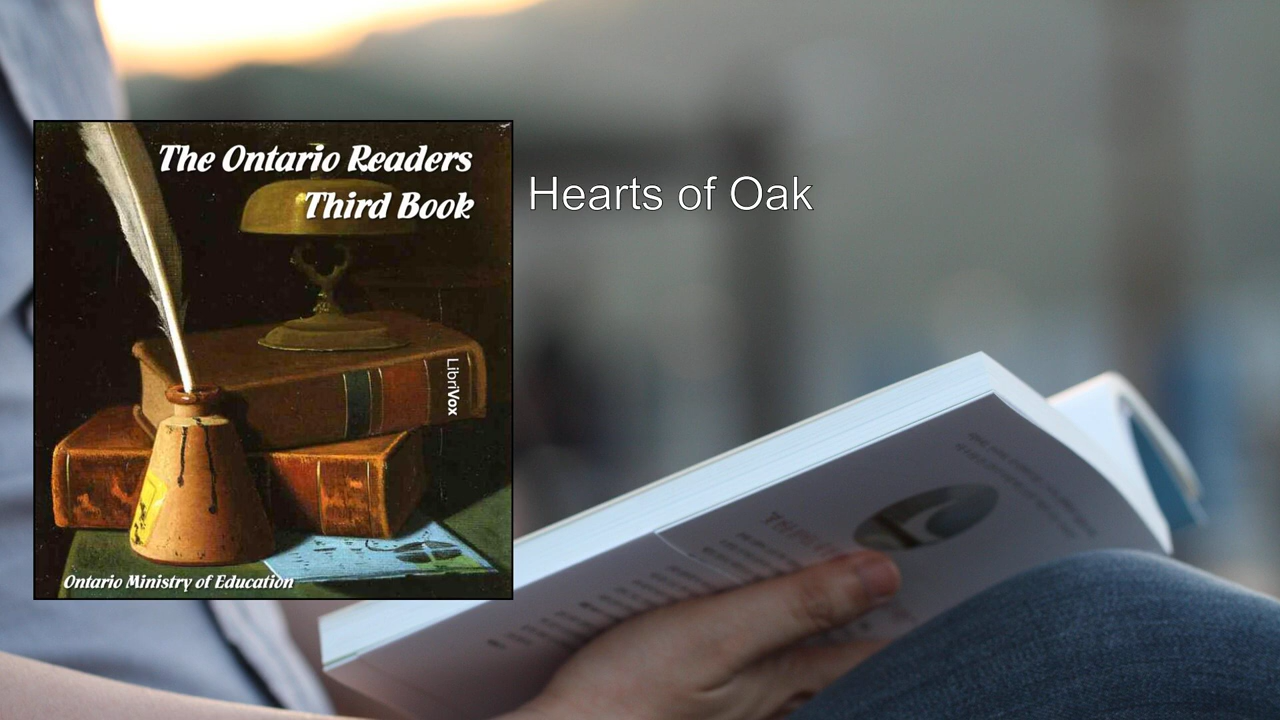 The Ontario Readers
Third Book
Hearts of Oak
LibriVox
Ontario Ministry of Education